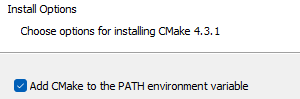 Install Options
Choose options for installing CMake 4.3.1
Add CMake to the PATH environment variable